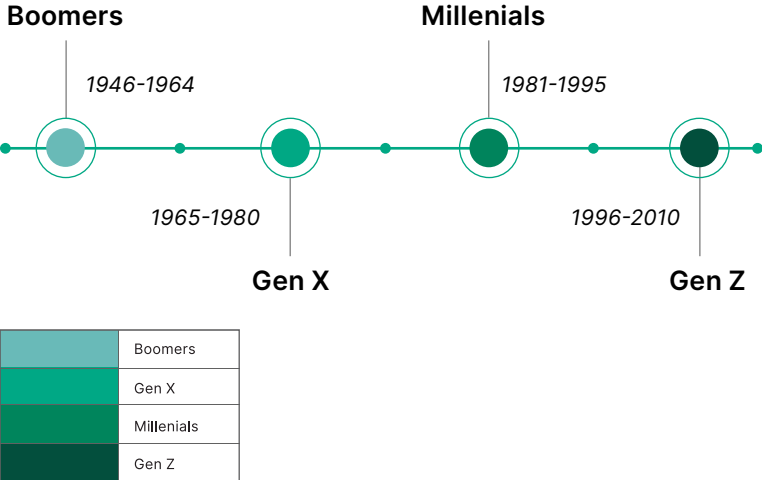 Boomers
Millenials
1946-1964
1981-1995
1965-1980
1996-2010
Gen X
Gen Z
Boomers
Gen X
Millenials
Gen Z